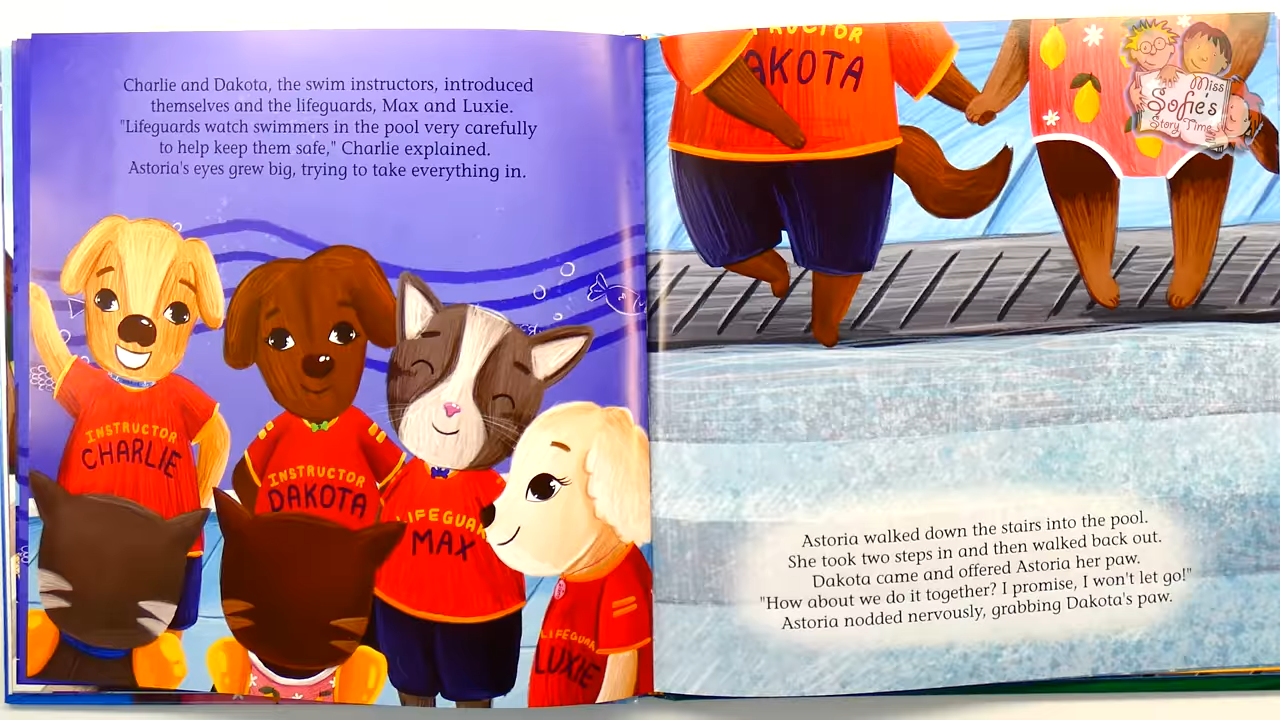 Charlie and Dakota, the swim instructors, introduced
themselves and the lifeguards, Max and Luxie.
"Lifeguards watch swimmers in the pool very carefully
to help keep them safe," Charlie explained.
Astoria's eyes grew big, trying to take everything in.
INSTRUCTOR
CHARLIE
INSTRUCTOR
DAKOTA
MAX
LUXIE
DAKOTA
Miss
Sofie's
Story Time
Astoria walked down the stairs into the pool.
She took two steps in and then walked back out.
Dakota came and offered Astoria her paw.
"How about we do it together? I promise, I won't let go!"
Astoria nodded nervously, grabbing Dakota's paw.